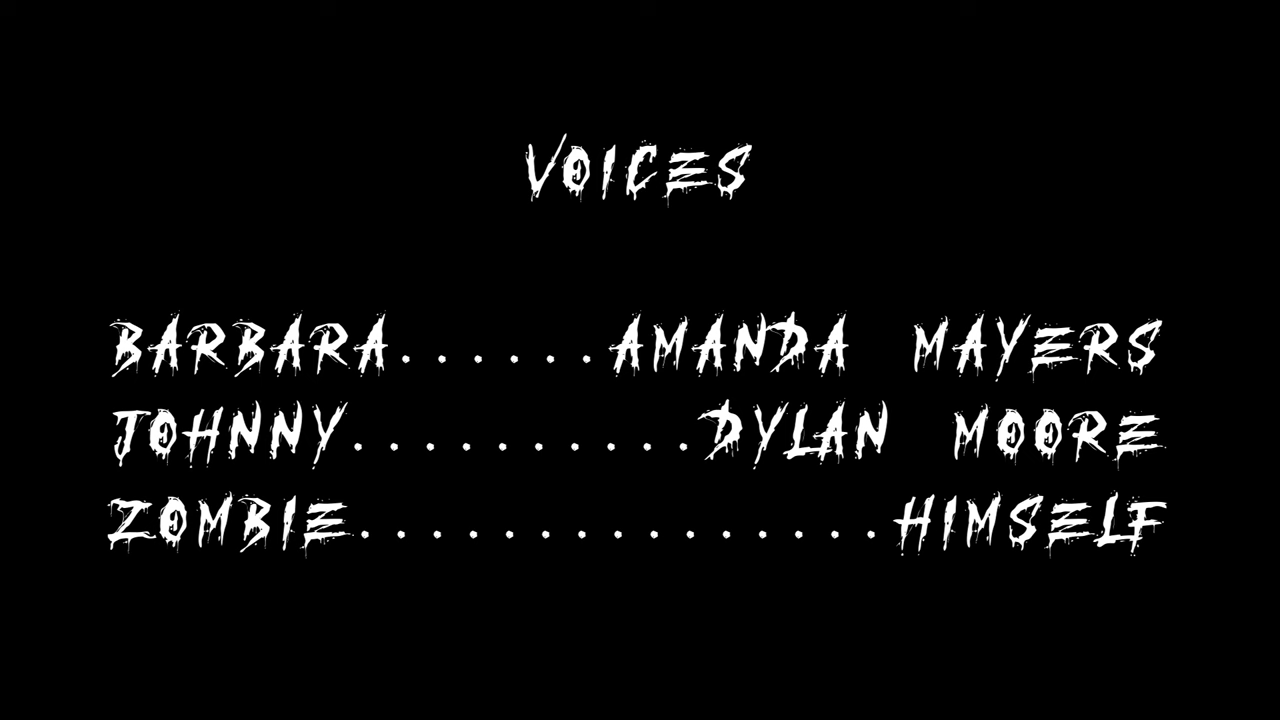 VOICES
BARBARA......AMANDA MAYERS
JOHNNY..........DYLAN MOORE
ZOMBIE...............HIMSELF